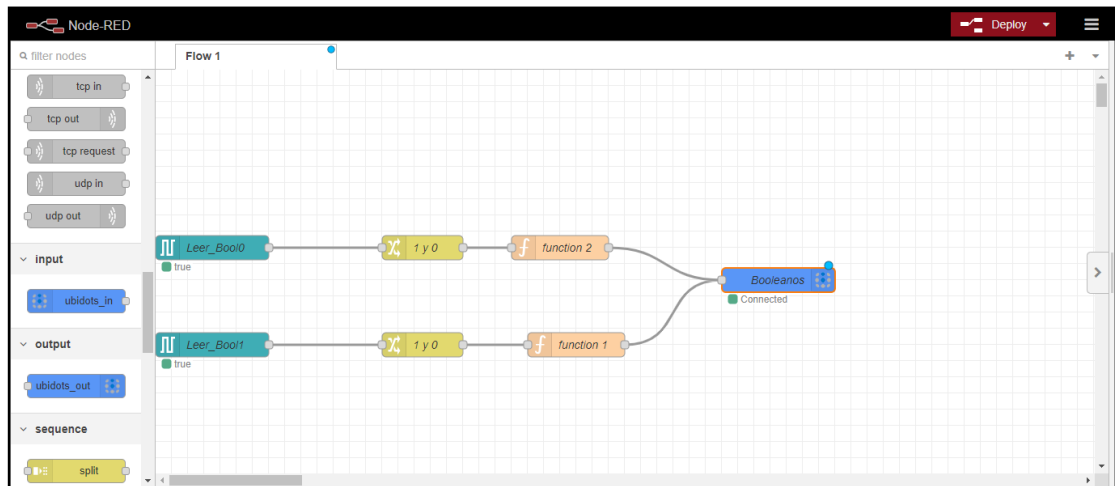 Node-RED
Deploy
filter nodes
Flow 1
tcp in
tcp out
tcp request
udp in
udp out
input
ubidots_in
output
ubidots_out
sequence
split
Leer_Bool0
true
1 y 0
function 2
Booleanos
Connected
Leer_Bool1
true
1 y 0
function 1